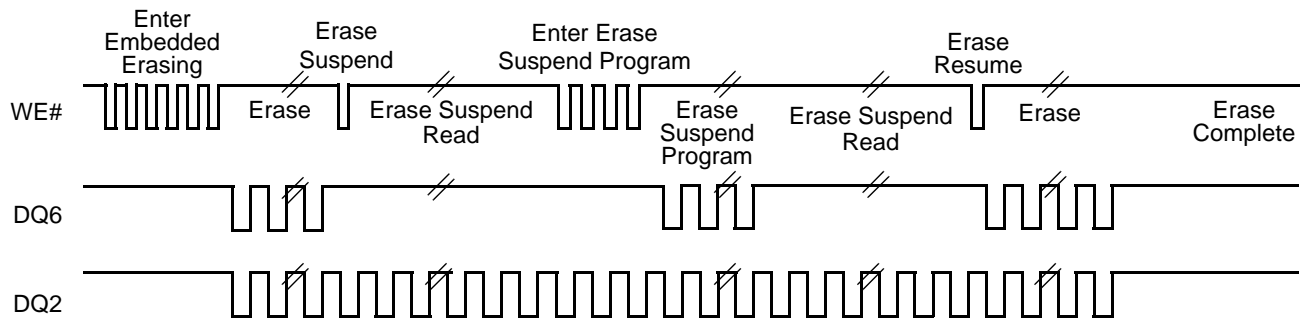 Enter
Embedded
Erasing
Erase
Suspend
Enter Erase
Suspend Program
Erase
Resume
WE#
Erase
Erase Suspend
Read
Erase
Suspend
Program
Erase Suspend
Read
Erase
Erase
Complete
DQ6
DQ2